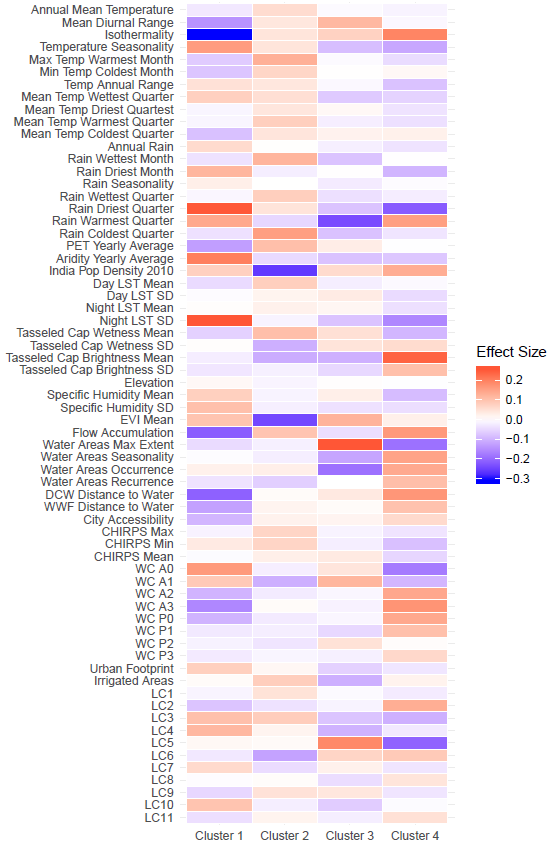 Annual Mean Temperature
Mean Diurnal Range
Isothermality
Temperature Seasonality
Max Temp Warmest Month
Min Temp Coldest Month
Temp Annual Range
Mean Temp Wettest Quarter
Mean Temp Driest Quartest
Mean Temp Warmest Quarter
Mean Temp Coldest Quarter
Annual Rain
Rain Wettest Month
Rain Driest Month
Rain Seasonality
Rain Wettest Quarter
Rain Driest Quarter
Rain Warmest Quarter
Rain Coldest Quarter
PET Yearly Average
Aridity Yearly Average
India Pop Density 2010
Day LST Mean
Day LST SD
Night LST Mean
Night LST SD
Tasseled Cap Wetness Mean
Tasseled Cap Wetness SD
Tasseled Cap Brightness Mean
Tasseled Cap Brightness SD
Elevation
Specific Humidity Mean
Specific Humidity SD
EVI Mean
Flow Accumulation
Water Areas Max Extent
Water Areas Seasonality
Water Areas Occurrence
Water Areas Recurrence
DCW Distance to Water
WWF Distance to Water
City Accessibility
CHIRPS Max
CHIRPS Min
CHIRPS Mean
WC A0
WC A1
WC A2
WC A3
WC P0
WC P1
WC P2
WC P3
Urban Footprint
Irrigated Areas
LC1
LC2
LC3
LC4
LC5
LC6
LC7
LC8
LC9
LC10
LC11
Cluster 1 Cluster 2 Cluster 3 Cluster 4
Effect Size
0.2
0.1
0.0
−0.1
−0.2
−0.3